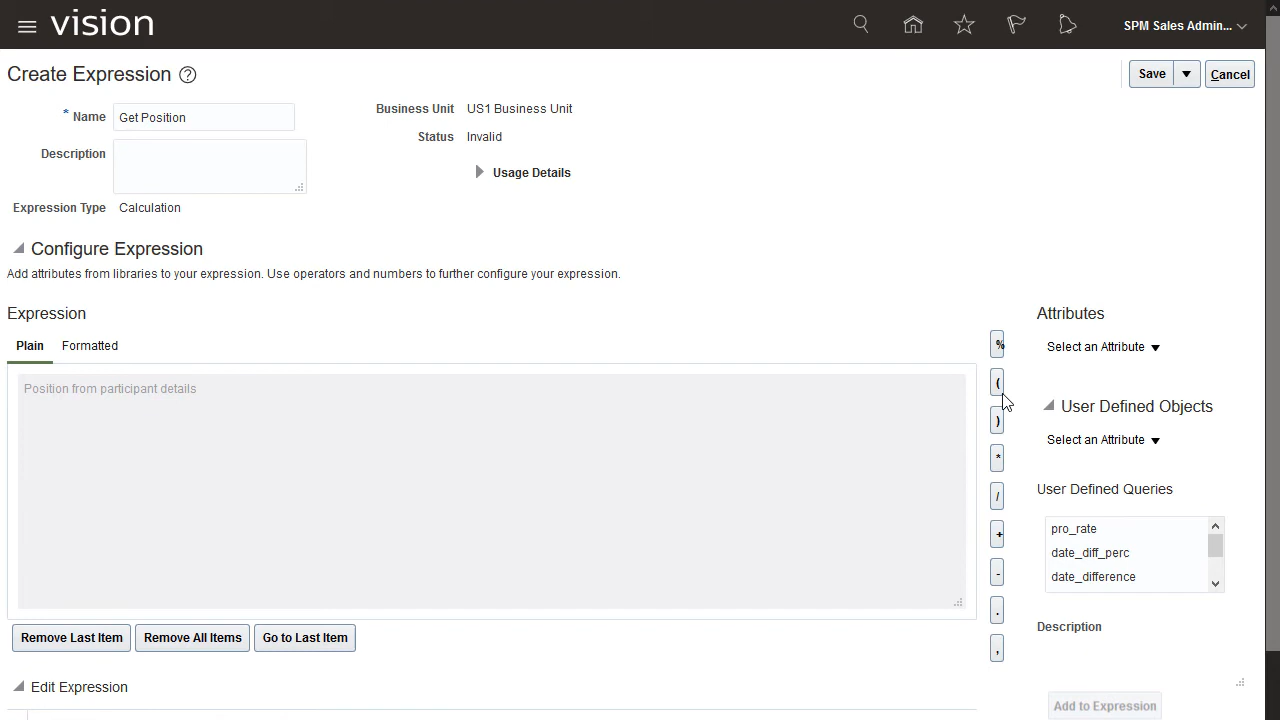 vision
SPM Sales Admin...
Create Expression ?
Save
Cancel
* Name
Get Position
Business Unit
US1 Business Unit
Status
Invalid
Description
Usage Details
Expression Type
Calculation
Configure Expression
Add attributes from libraries to your expression. Use operators and numbers to further configure your expression.
Expression
Attributes
Plain
Formatted
%
Select an Attribute
Position from participant details
(
User Defined Objects
)
Select an Attribute
*
User Defined Queries
/
pro_rate
+
date_diff_perc
-
date_difference
.
Description
Remove Last Item
Remove All Items
Go to Last Item
,
Edit Expression
Add to Expression